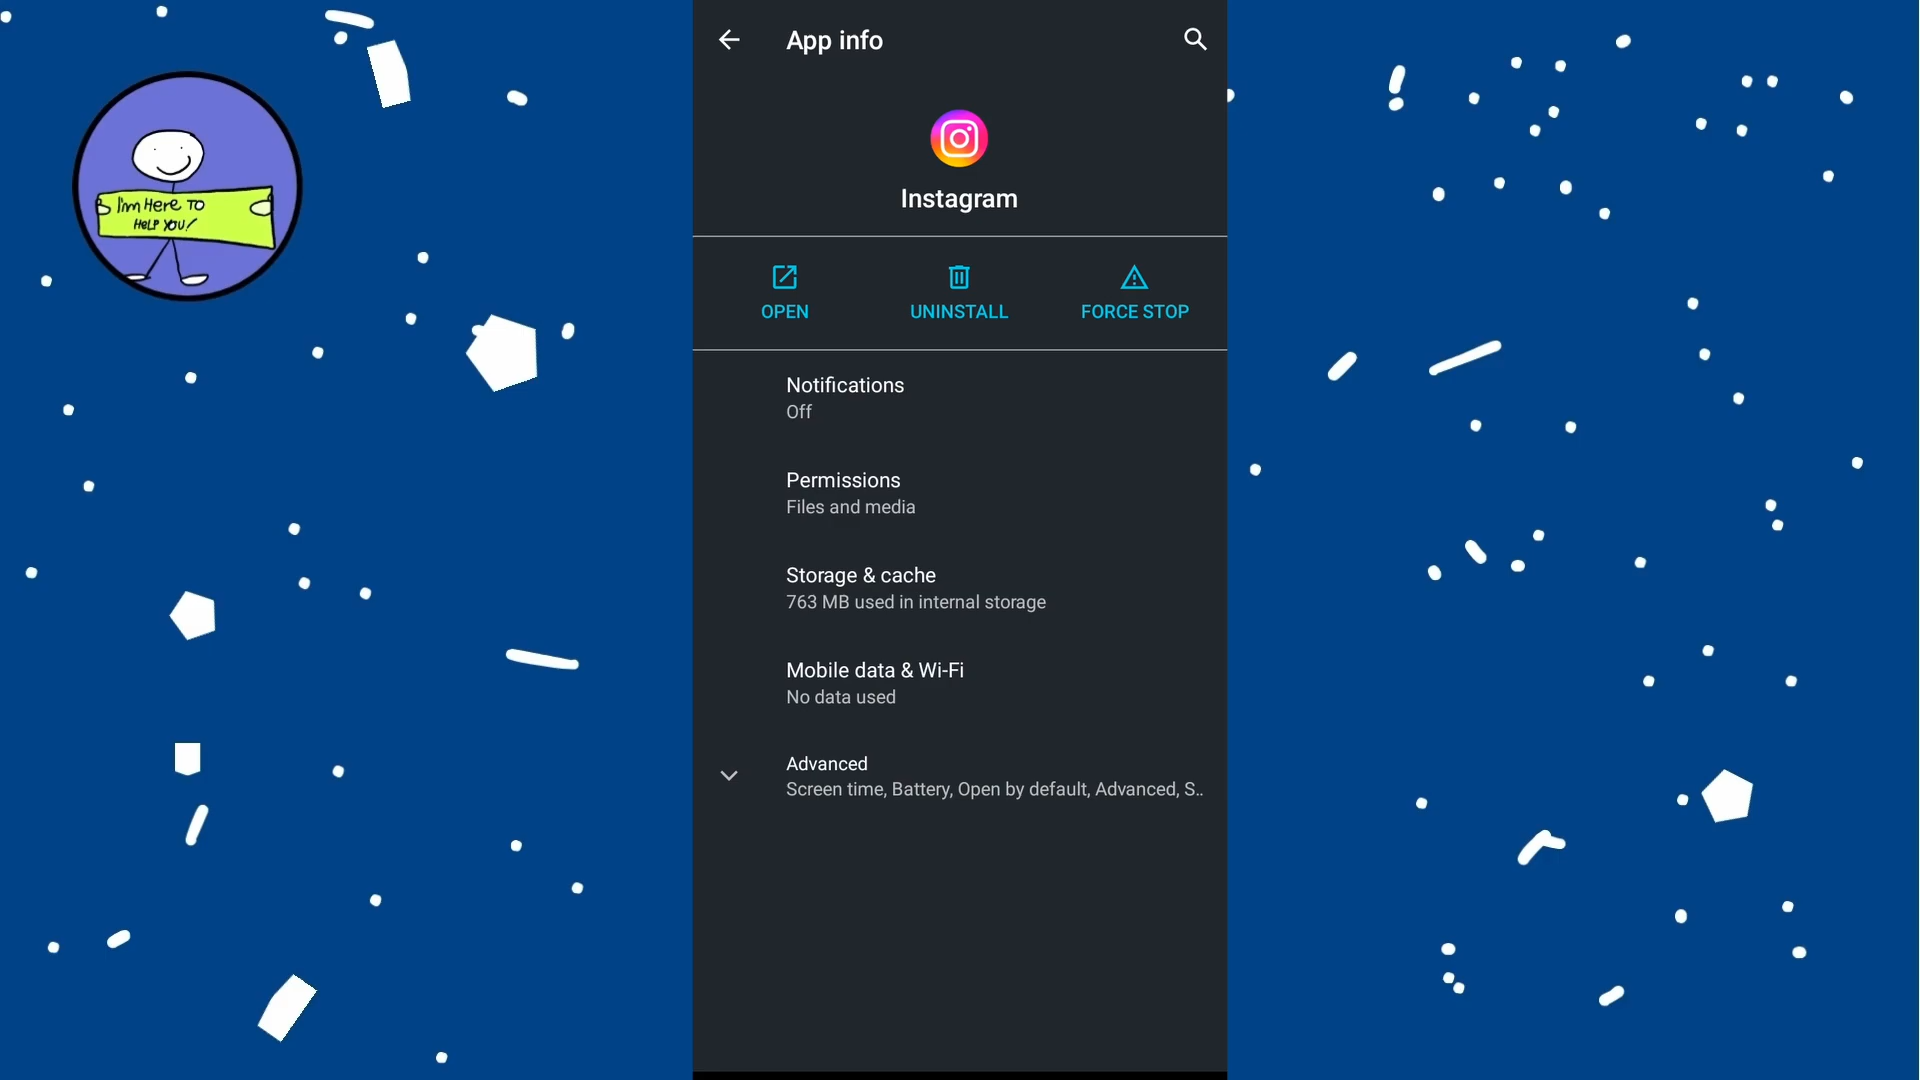 I'm HERE TO
HELP YOU!
App info
Instagram
OPEN
UNINSTALL
FORCE STOP
Notifications
Off
Permissions
Files and media
Storage & cache
763 MB used in internal storage
Mobile data & Wi-Fi
No data used
Advanced
Screen time, Battery, Open by default, Advanced, S..